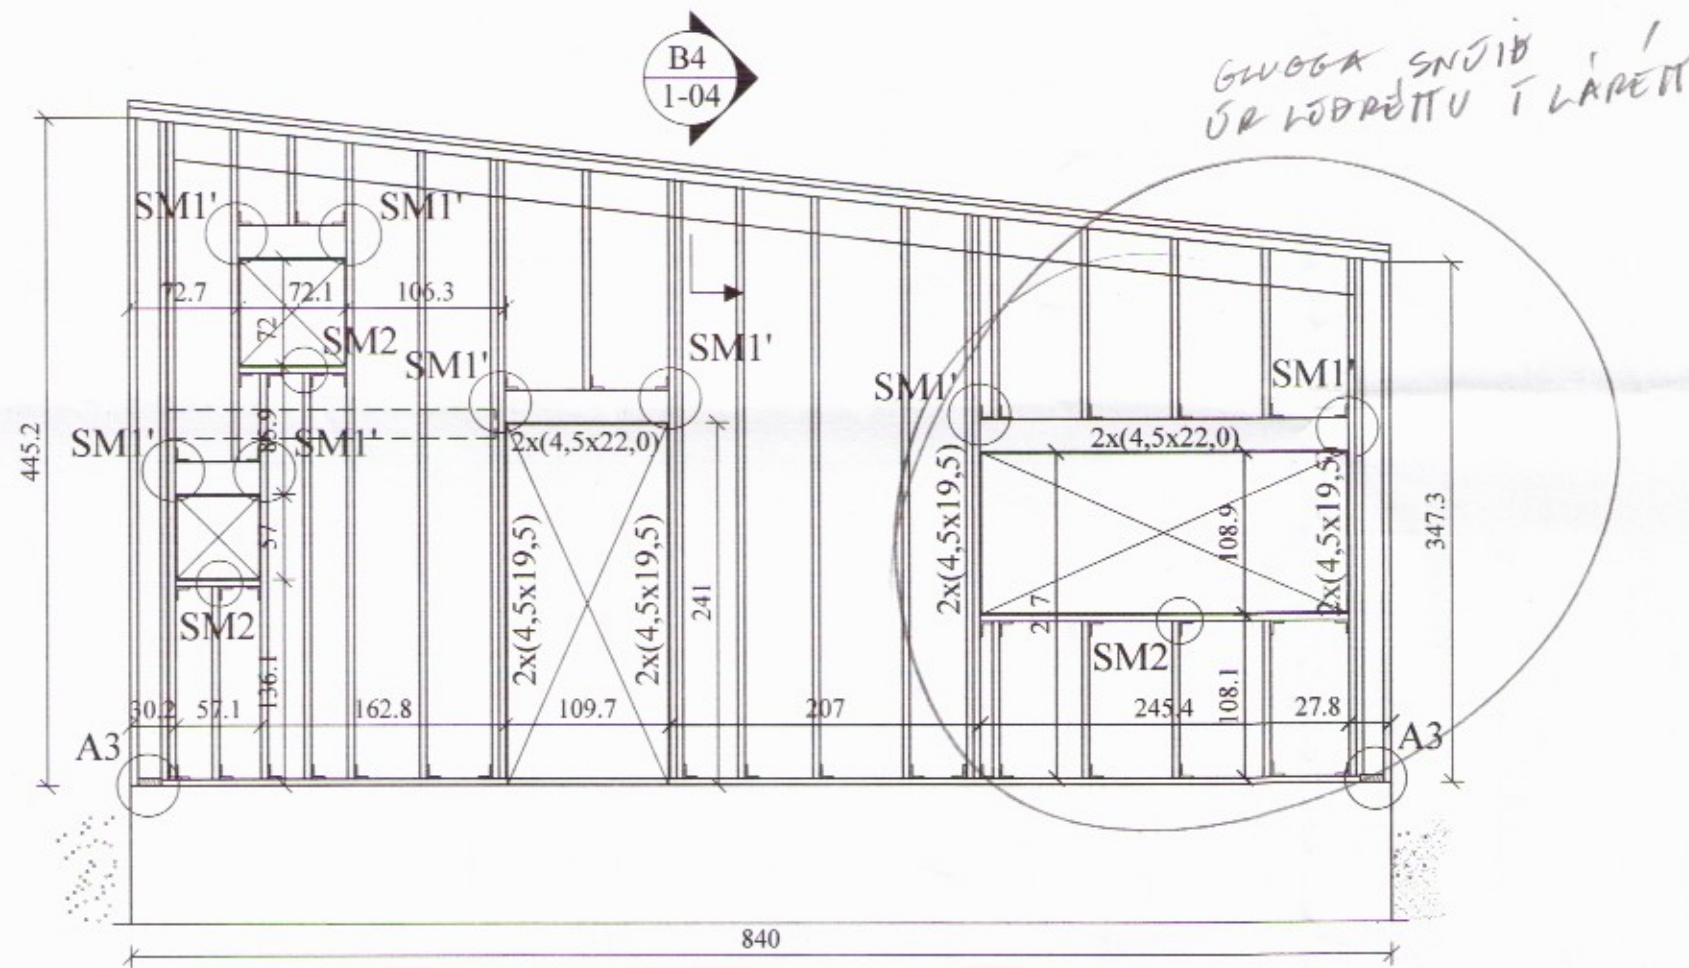 B4
1-04
GLUGGA SNÚIÐ
ÚR LÓÐRÉTTU Í LÁRÉTT
SM1'
SM1'
72.7
72.1
106.3
72
SM2
SM1'
SM1'
SM1'
SM1'
445.2
SM1'
SM1'
2x(4,5x22,0)
2x(4,5x22,0)
57
2x(4,5x19,5)
2x(4,5x19,5)
2x(4,5x19,5)
2x(4,5x19,5)
108.9
347.3
241
SM2
SM2
136.1
108.1
30.2
57.1
162.8
109.7
207
245.4
27.8
A3
A3
840